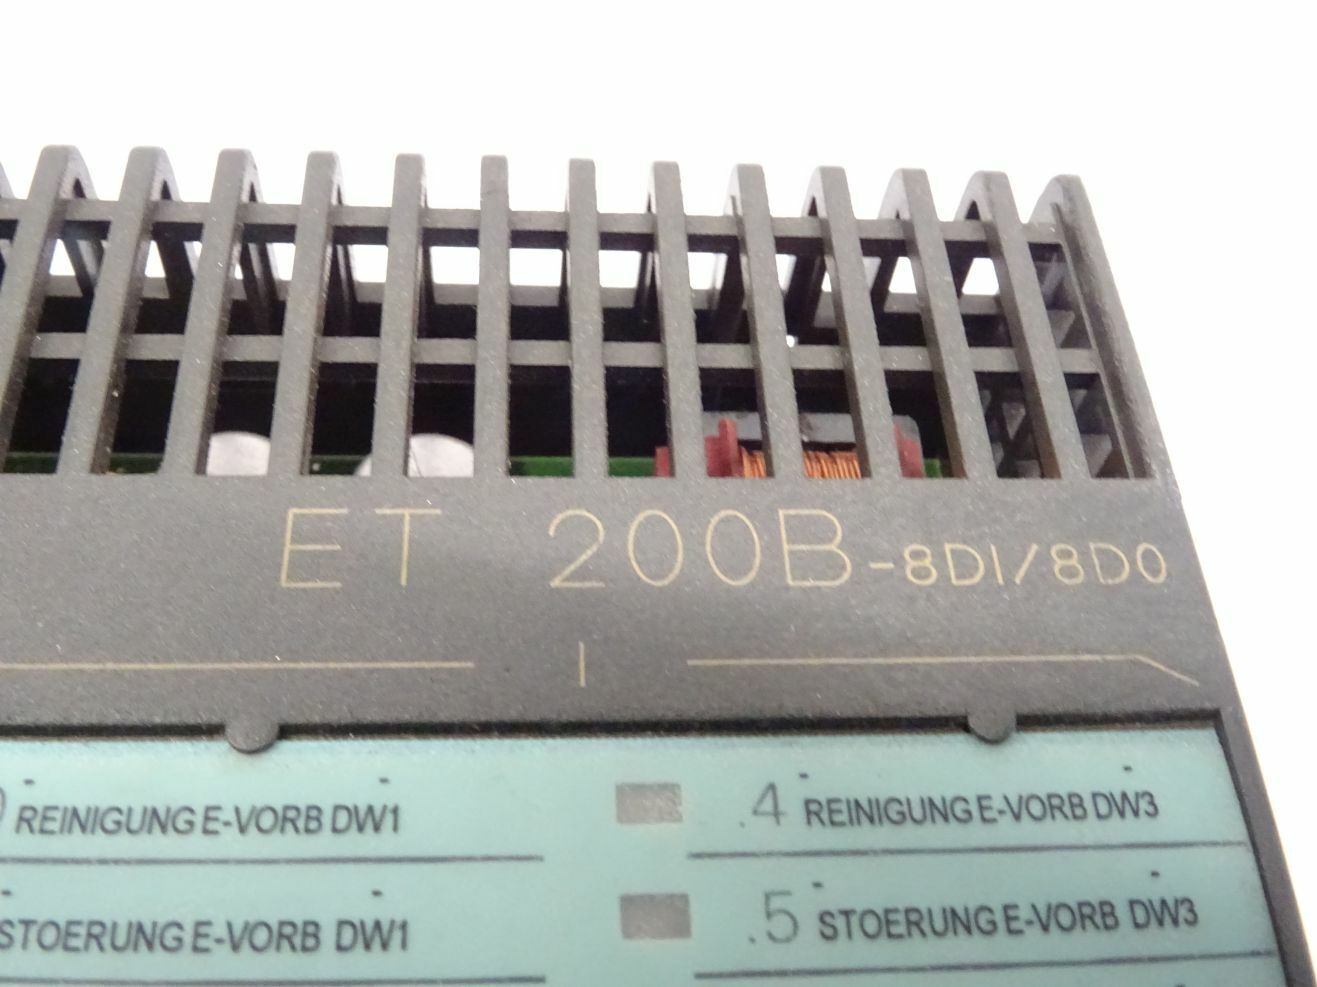 ET 200B-8DI/8DO
I
REINIGUNG E-VORB DW1
.4 REINIGUNG E-VORB DW3
STOERUNG E-VORB DW1
.5 STOERUNG E-VORB DW3